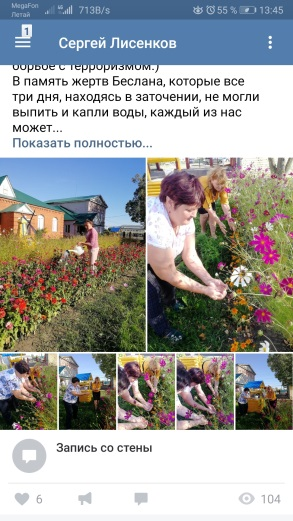 MegaFon
Летай
4G
713B/s
55 %
13:45
1
Сергей Лисенков
борьбе с терроризмом.)
В память жертв Беслана, которые все
три дня, находясь в заточении, не могли
выпить и капли воды, каждый из нас
может...
Показать полностью...
Запись со стены
6
104